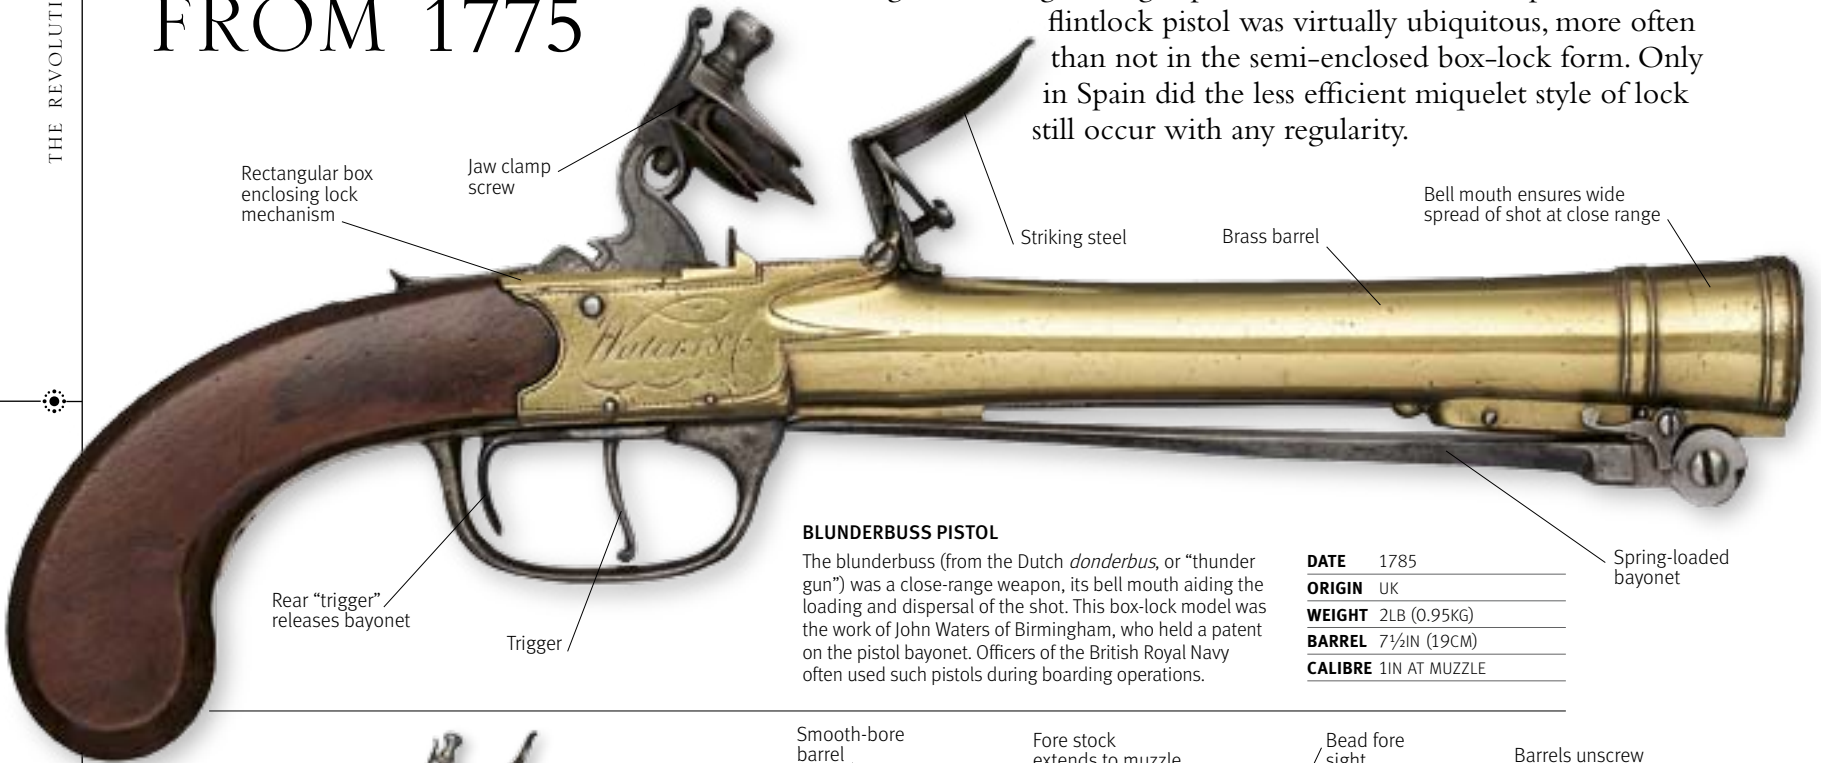 FROM 1775
THE REVOLUTI
flintlock pistol was virtually ubiquitous, more often
than not in the semi-enclosed box-lock form. Only
in Spain did the less efficient miquelet style of lock
still occur with any regularity.
Rectangular box
enclosing lock
mechanism
Jaw clamp
screw
Striking steel
Brass barrel
Bell mouth ensures wide
spread of shot at close range
Rear “trigger”
releases bayonet
Trigger
BLUNDERBUSS PISTOL
The blunderbuss (from the Dutch donderbus, or “thunder
gun”) was a close-range weapon, its bell mouth aiding the
loading and dispersal of the shot. This box-lock model was
the work of John Waters of Birmingham, who held a patent
on the pistol bayonet. Officers of the British Royal Navy
often used such pistols during boarding operations.
DATE 1785
ORIGIN UK
WEIGHT 2LB (0.95KG)
BARREL 7½IN (19CM)
CALIBRE 1IN AT MUZZLE
Spring-loaded
bayonet
Smooth-bore
barrel
Fore stock
extends to muzzle
Bead fore
sight
Barrels unscrew